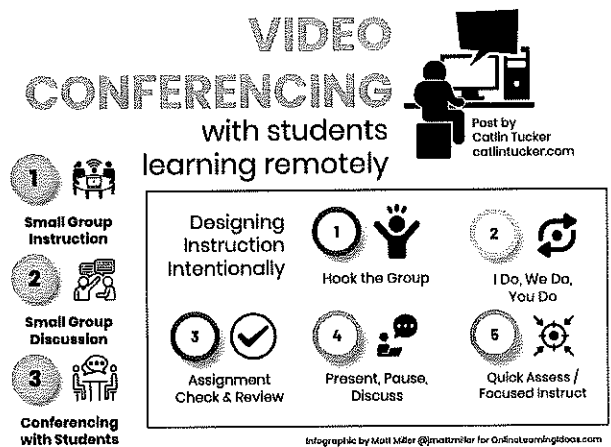 VIDEO
CONFERENCING
with students
learning remotely
Post by
Catlin Tucker
catlintucker.com
1
Small Group
Instruction
2
Small Group
Discussion
3
Conferencing
with Students
Designing
Instruction
Intentionally
1
Hook the Group
2
I Do, We Do,
You Do
3
Assignment
Check & Review
4
Present, Pause,
Discuss
5
Quick Assess /
Focused Instruct
Infographic by Matt Miller @jmattmiller for OnlineLearningIdeas.com